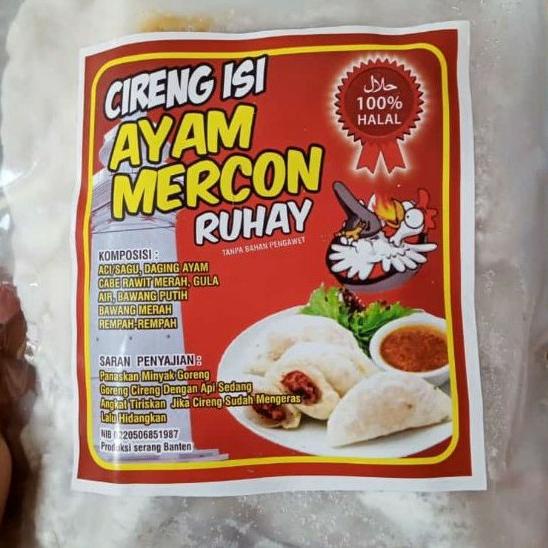 CIRENG ISI
AYAM
MERCON
RUHAY
TANPA BAHAN PENGAWET
حلال
100%
HALAL
KOMPOSISI :
ACI/SAGU, DAGING AYAM
CABE RAWIT MERAH, GULA
AIR, BAWANG PUTIH
BAWANG MERAH
REMPAH-REMPAH
SARAN PENYAJIAN :
Panaskan Minyak Goreng
Goreng Cireng Dengan Api Sedang
Angkat Tiriskan Jika Cireng Sudah Mengeras
Lalu Hidangkan
NIB 0220506851987
Produksi serang Banten